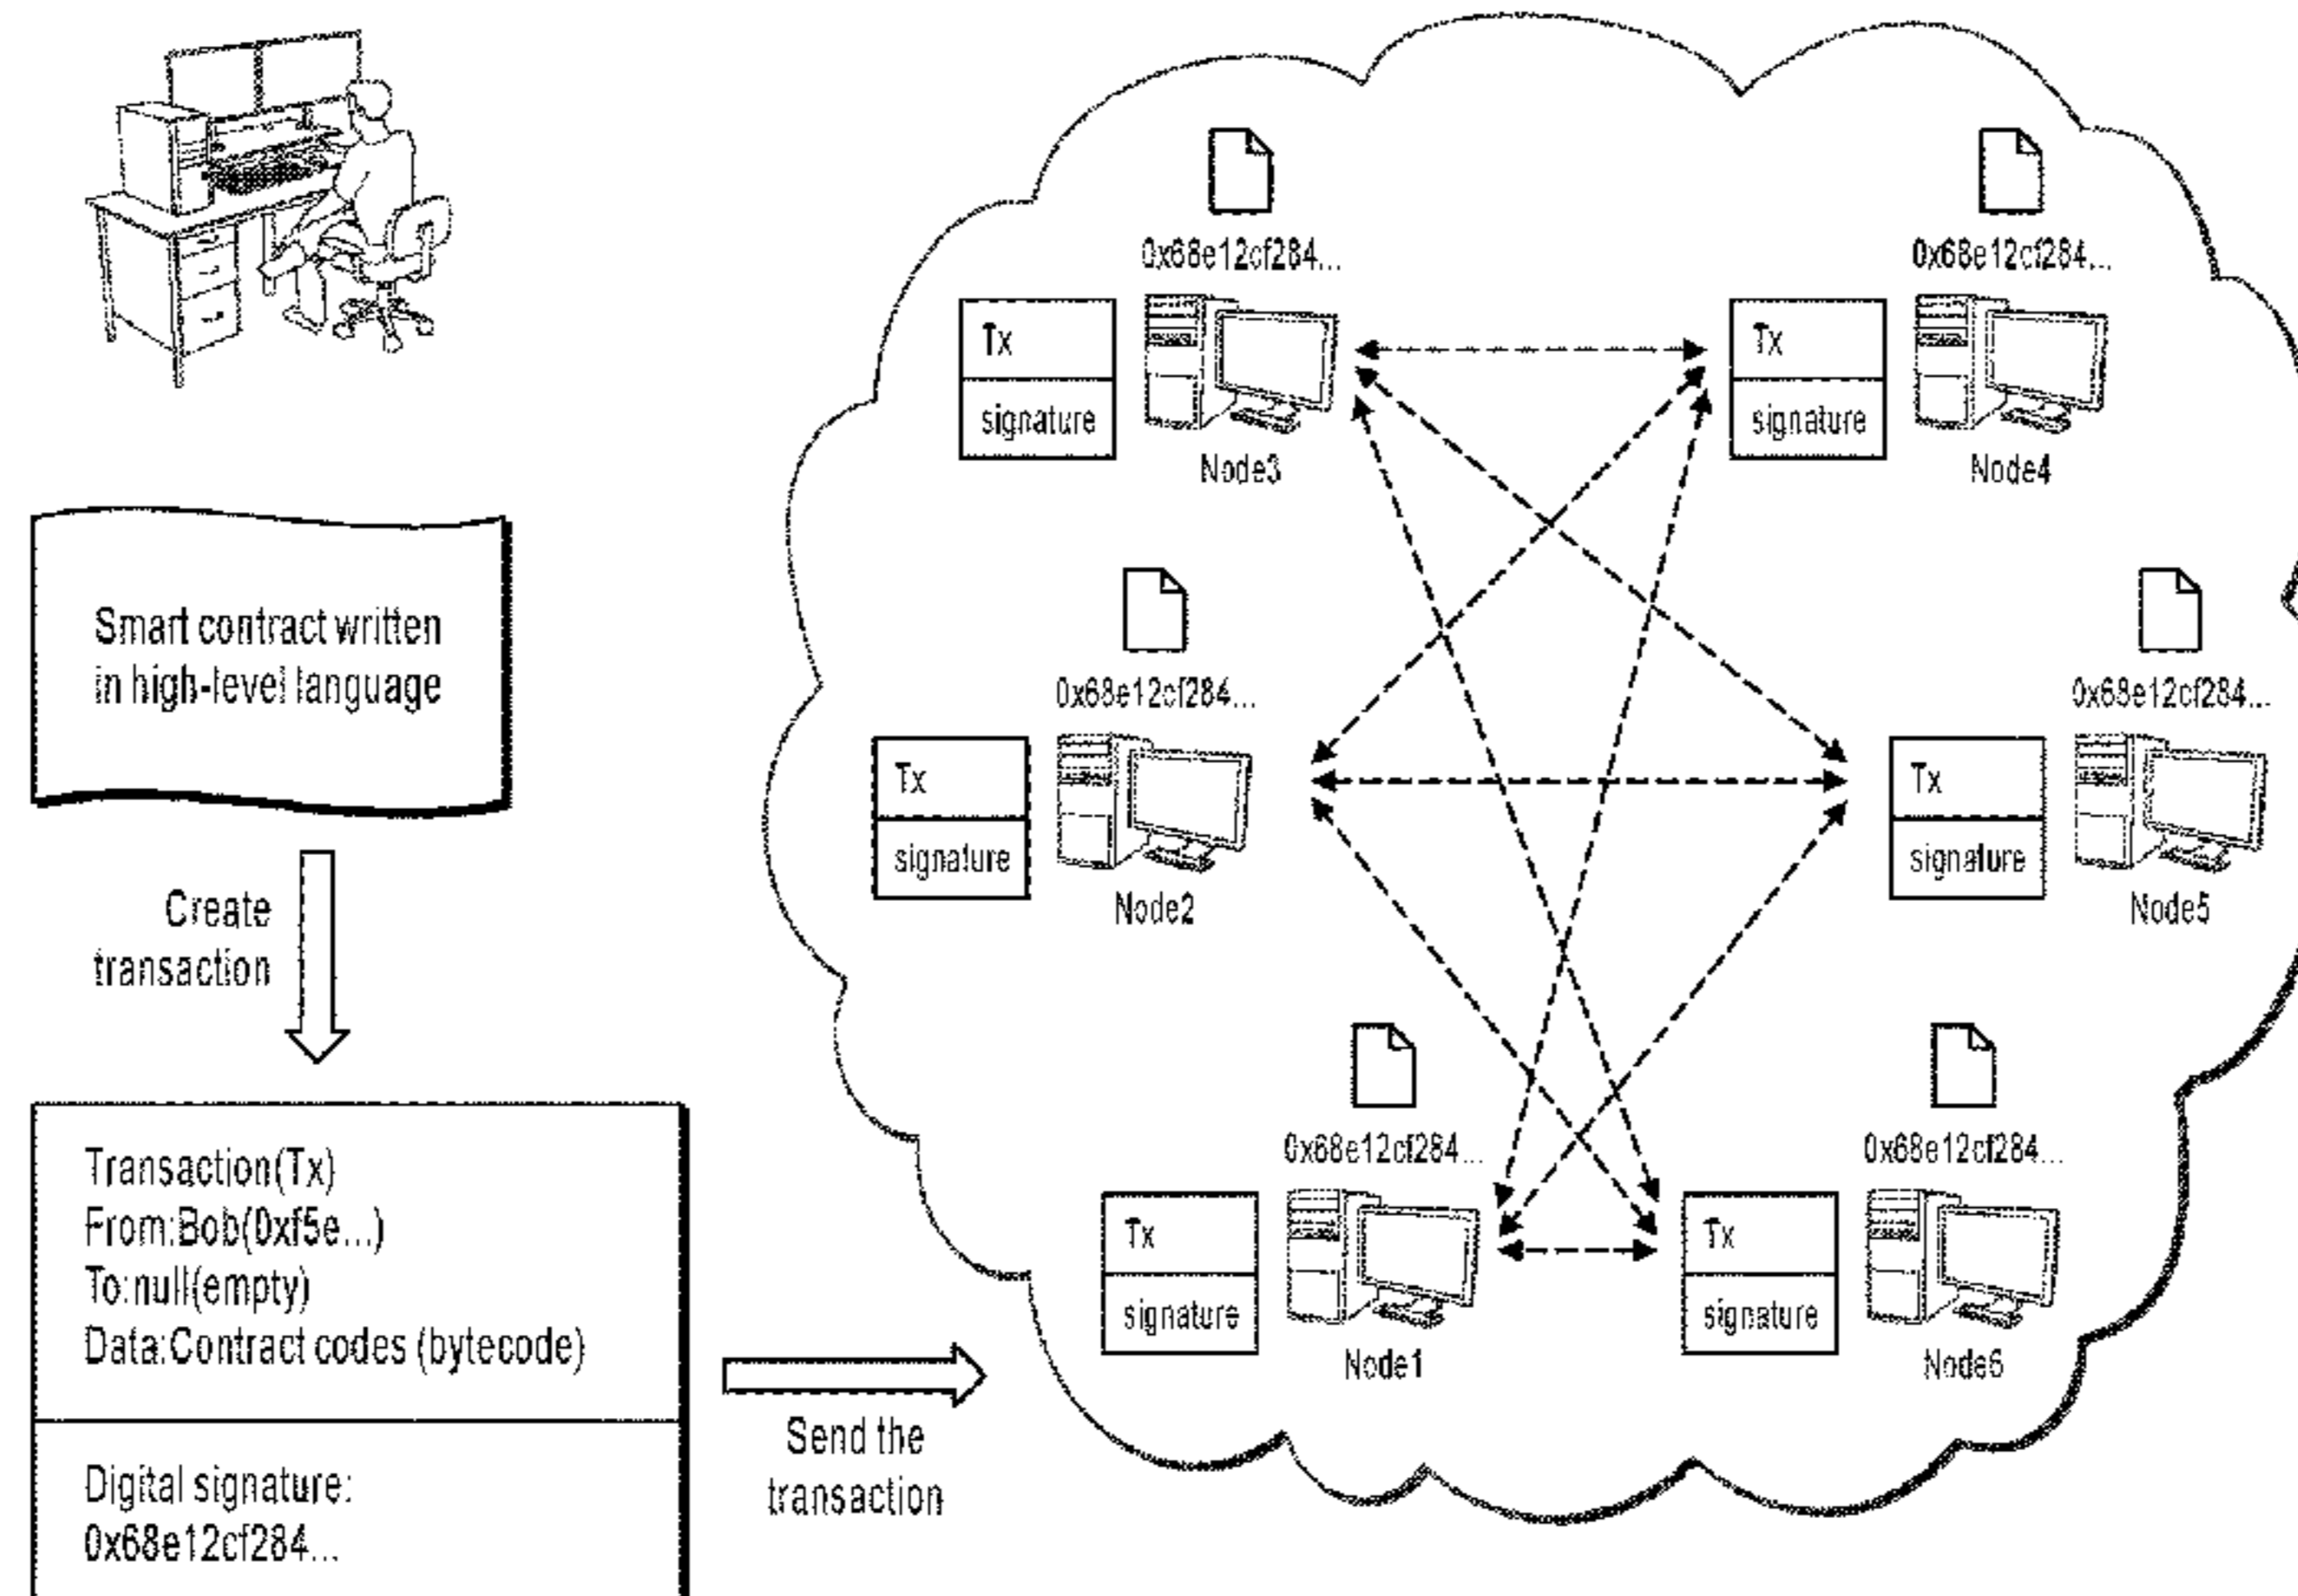 Smart contract written
in high-level language
Create
transaction
Transaction(Tx)
From:Bob(0xf5e...)
To:null(empty)
Data:Contract codes (bytecode)
Digital signature:
0x68e12cf284...
Send the
transaction
0x68e12cf284...
Tx
signature
Node3
0x68e12cf284...
Tx
signature
Node4
0x68e12cf284...
Tx
signature
Node2
0x68e12cf284...
Tx
signature
Node5
0x68e12cf284...
Tx
signature
Node1
0x68e12cf284...
Tx
signature
Node6